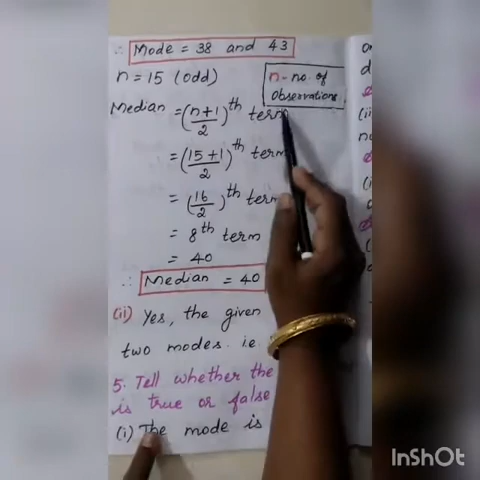 ∴ Mode = 38 and 43
n = 15 (odd)
n - no. of
observations
Median = (n+1/2)th term
= (15+1/2)th term
= (16/2)th term
= 8th term
= 40
∴ Median = 40
(ii) Yes, the given
two modes. i.e.
5. Tell whether the
is true or false
(i) The mode is
InShOt